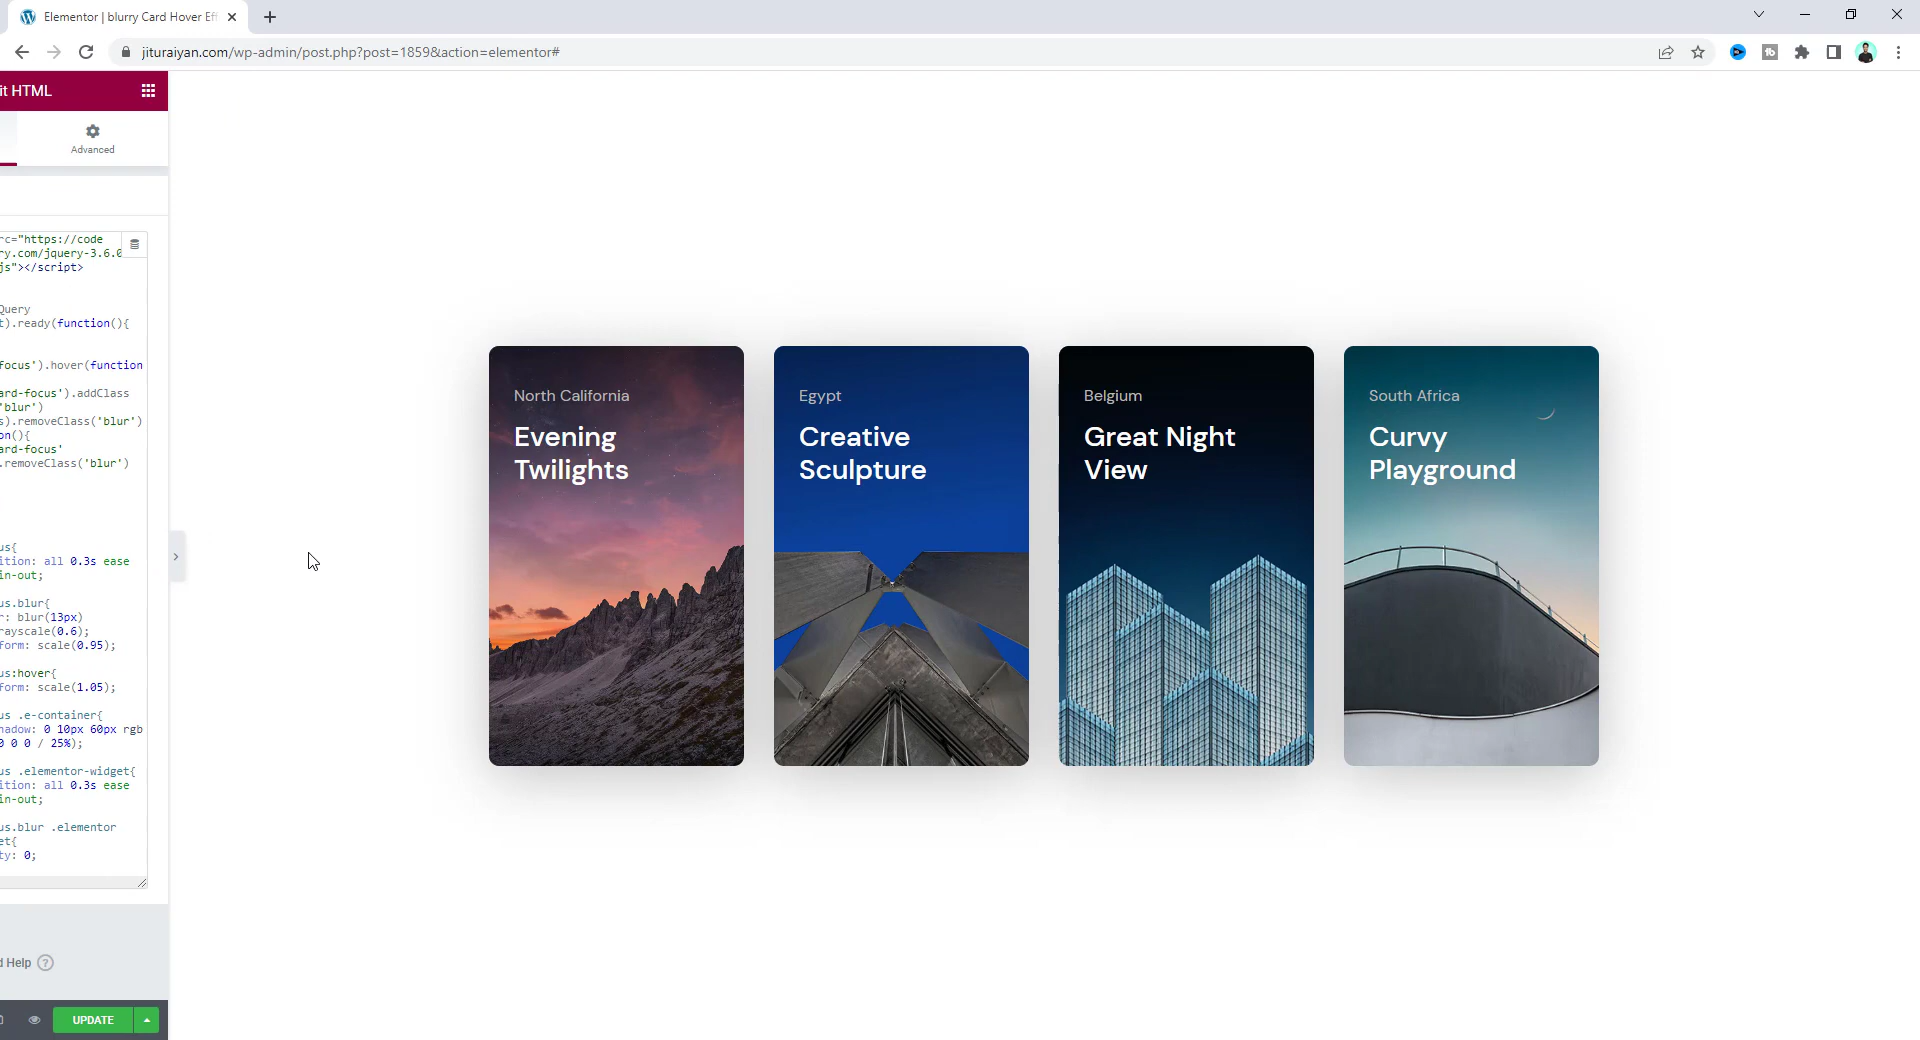 Elementor | blurry Card Hover Eff
jituraiyan.com/wp-admin/post.php?post=1859&action=elementor#
it HTML
Advanced
rc="https://code
ry.com/jquery-3.6.0
js"></script>
Query
t).ready(function(){
focus').hover(function
ard-focus').addClass
'blur')
s).removeClass('blur')
on(){
ard-focus'
.removeClass('blur')
us{
ition: all 0.3s ease
in-out;
us.blur{
r: blur(13px)
rayscale(0.6);
form: scale(0.95);
us:hover{
form: scale(1.05);
us .e-container{
hadow: 0 10px 60px rgb
0 0 0 / 25%);
us .elementor-widget{
ition: all 0.3s ease
in-out;
us.blur .elementor
et{
ty: 0;
d Help ?
UPDATE
North California
Evening
Twilights
Egypt
Creative
Sculpture
Belgium
Great Night
View
South Africa
Curvy
Playground